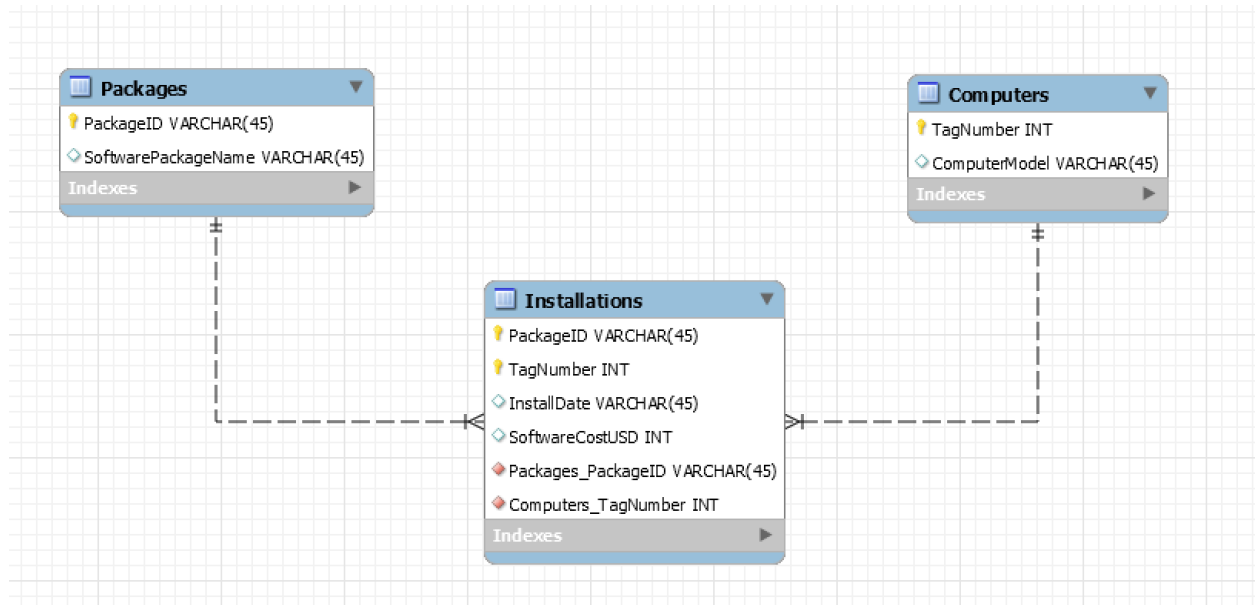 Packages
PackageID VARCHAR(45)
SoftwarePackageName VARCHAR(45)
Indexes
Computers
TagNumber INT
ComputerModel VARCHAR(45)
Indexes
Installations
PackageID VARCHAR(45)
TagNumber INT
InstallDate VARCHAR(45)
SoftwareCostUSD INT
Packages_PackageID VARCHAR(45)
Computers_TagNumber INT
Indexes